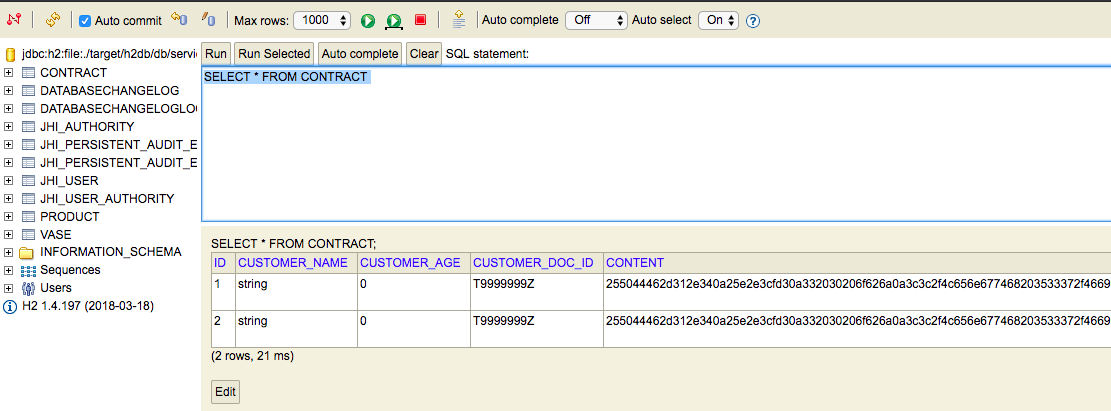 Auto commit Max rows: 1000 Auto complete Off Auto select On ?
jdbc:h2:file:./target/h2db/db/servi
CONTRACT
DATABASECHANGELOG
DATABASECHANGELOGLOC
JHI_AUTHORITY
JHI_PERSISTENT_AUDIT_E
JHI_PERSISTENT_AUDIT_E
JHI_USER
JHI_USER_AUTHORITY
PRODUCT
VASE
INFORMATION_SCHEMA
Sequences
Users
H2 1.4.197 (2018-03-18)
Run Run Selected Auto complete Clear SQL statement:
SELECT * FROM CONTRACT
SELECT * FROM CONTRACT;
ID CUSTOMER_NAME CUSTOMER_AGE CUSTOMER_DOC_ID CONTENT
1 string 0 T9999999Z 255044462d312e340a25e2e3cfd30a332030206f626a0a3c3c2f4c656e677468203533372f4669
2 string 0 T9999999Z 255044462d312e340a25e2e3cfd30a332030206f626a0a3c3c2f4c656e677468203533372f4669
(2 rows, 21 ms)
Edit